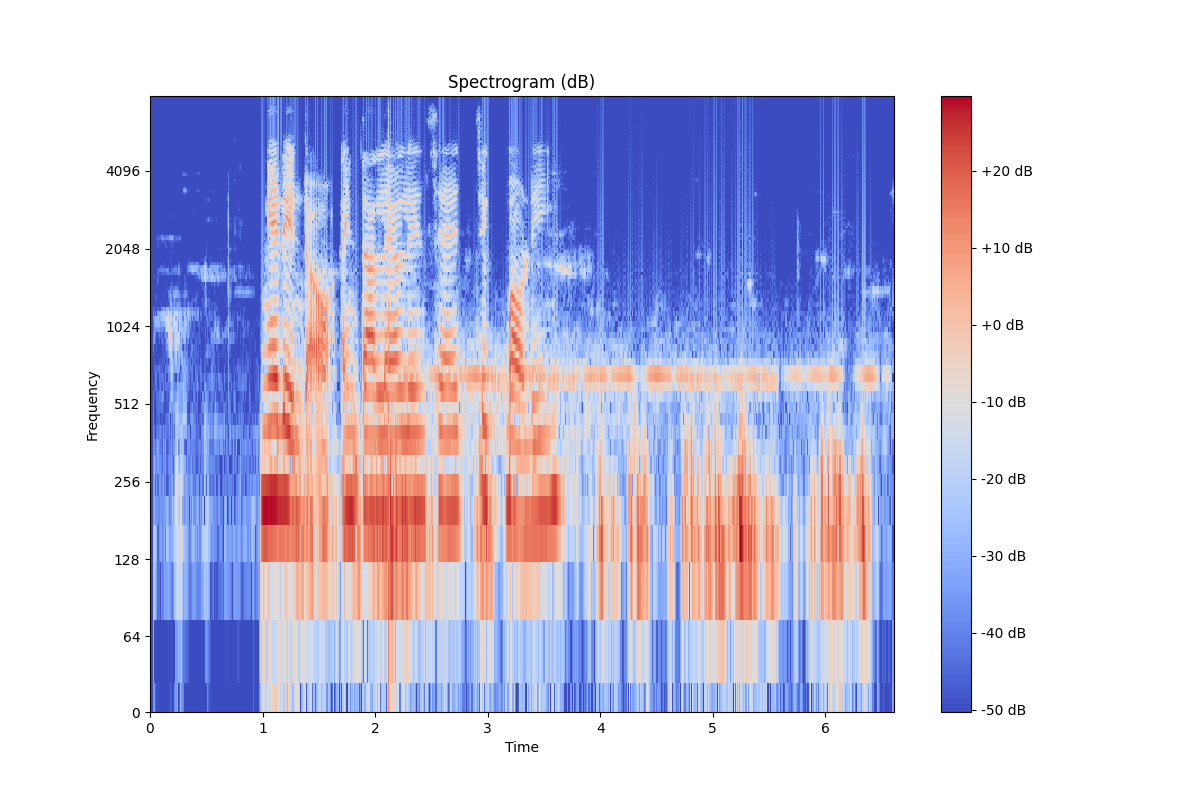 Spectrogram (dB)
4096
2048
1024
512
256
128
64
0
Frequency
0 1 2 3 4 5 6
Time
+20 dB
+10 dB
+0 dB
-10 dB
-20 dB
-30 dB
-40 dB
-50 dB